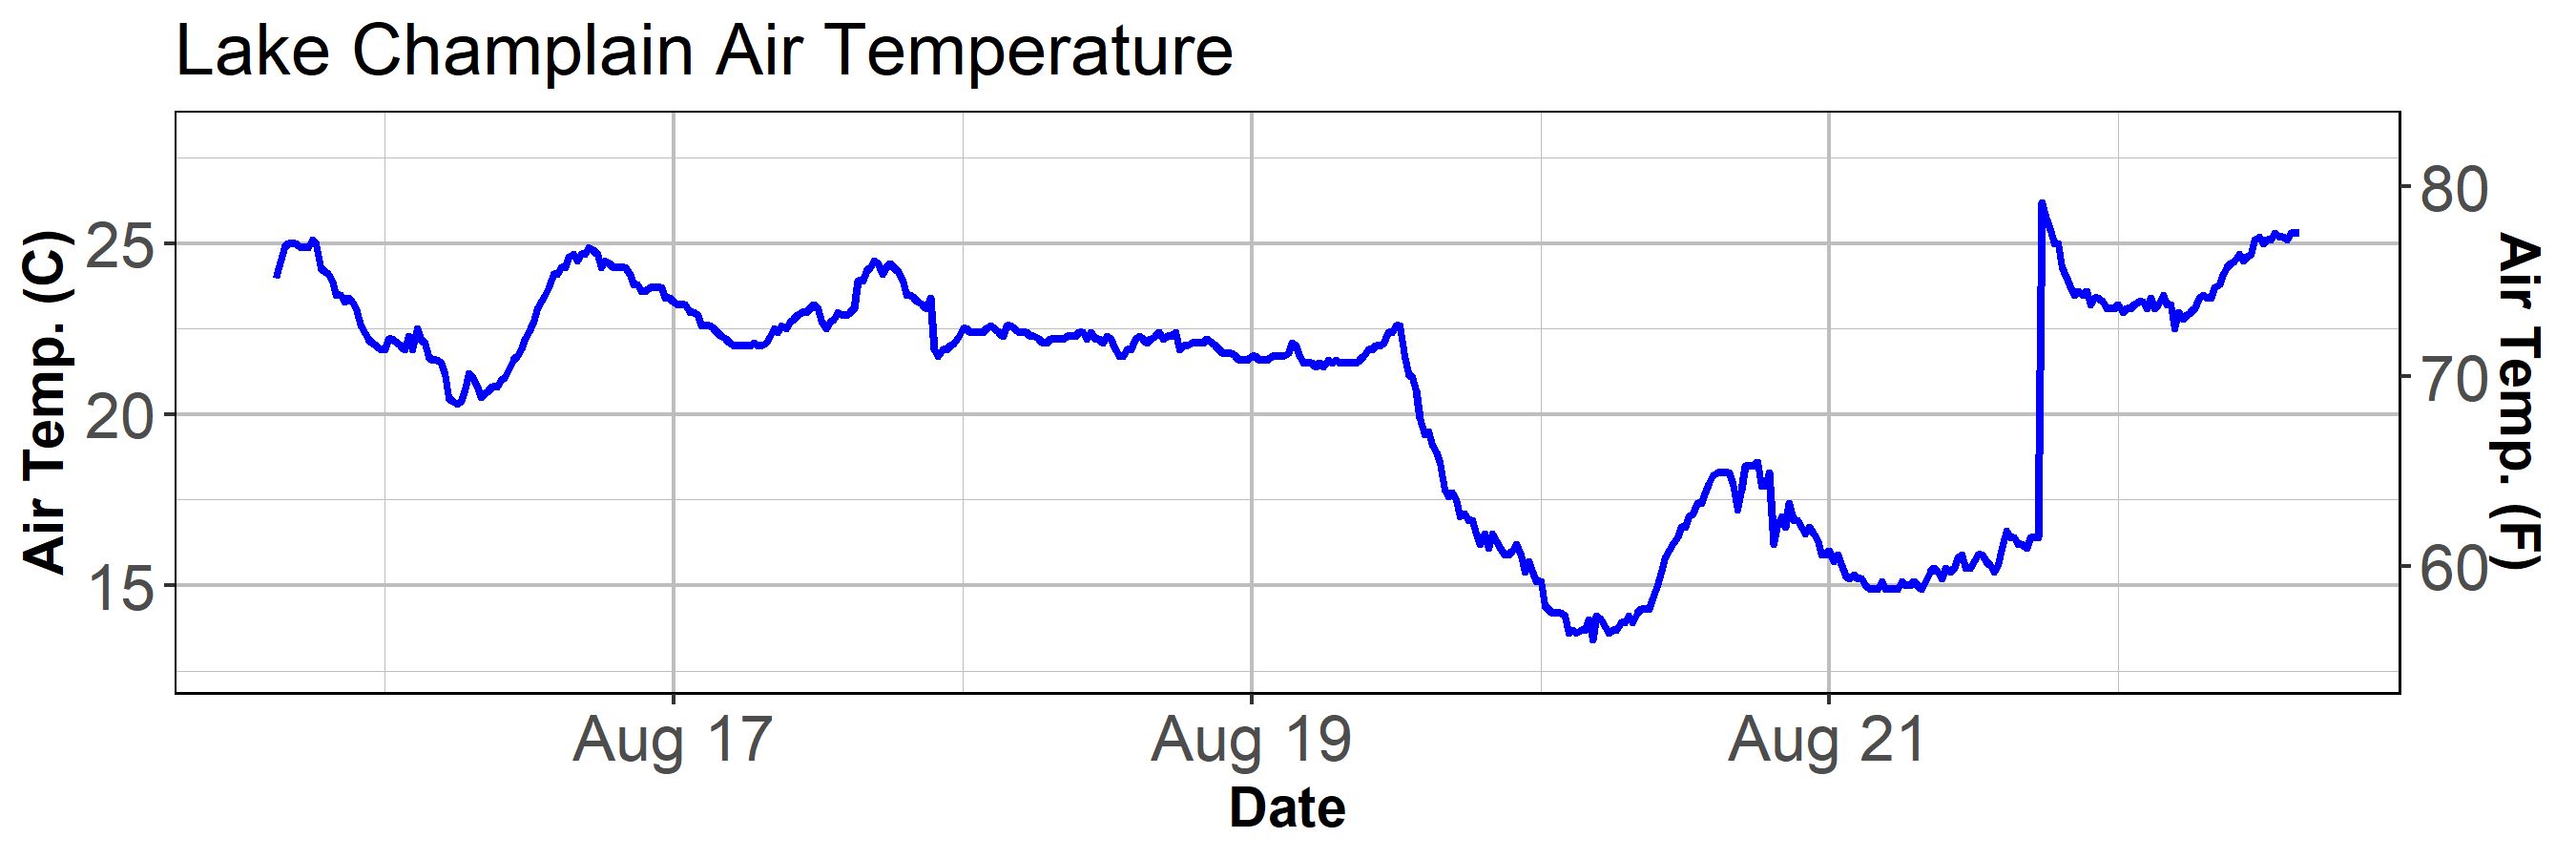 Lake Champlain Air Temperature
Air Temp. (C)
25
20
15
80
70
60
Air Temp. (F)
Aug 17
Aug 19
Aug 21
Date